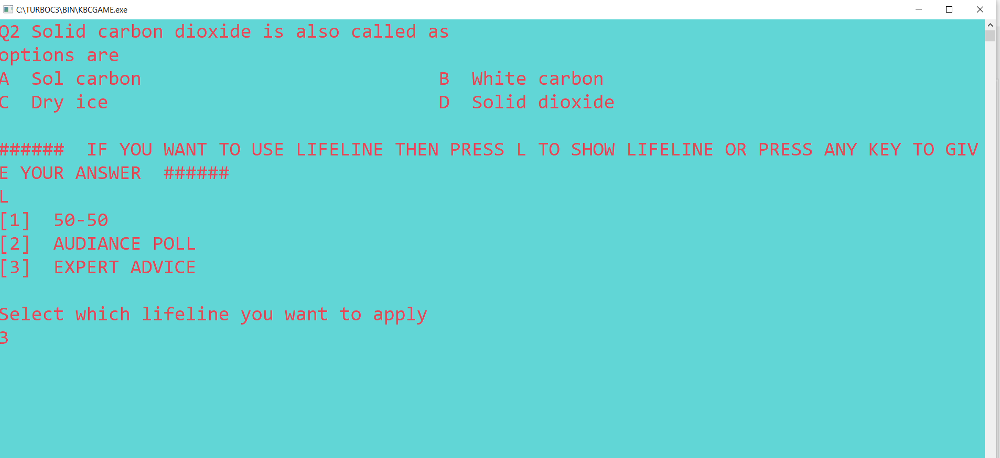 C:\TURBOC3\BIN\KBCGAME.exe
Q2 Solid carbon dioxide is also called as
options are
A  Sol carbon                           B  White carbon
C  Dry ice                              D  Solid dioxide
######  IF YOU WANT TO USE LIFELINE THEN PRESS L TO SHOW LIFELINE OR PRESS ANY KEY TO GIV
E YOUR ANSWER  ######
L
[1]  50-50
[2]  AUDIANCE POLL
[3]  EXPERT ADVICE
Select which lifeline you want to apply
3